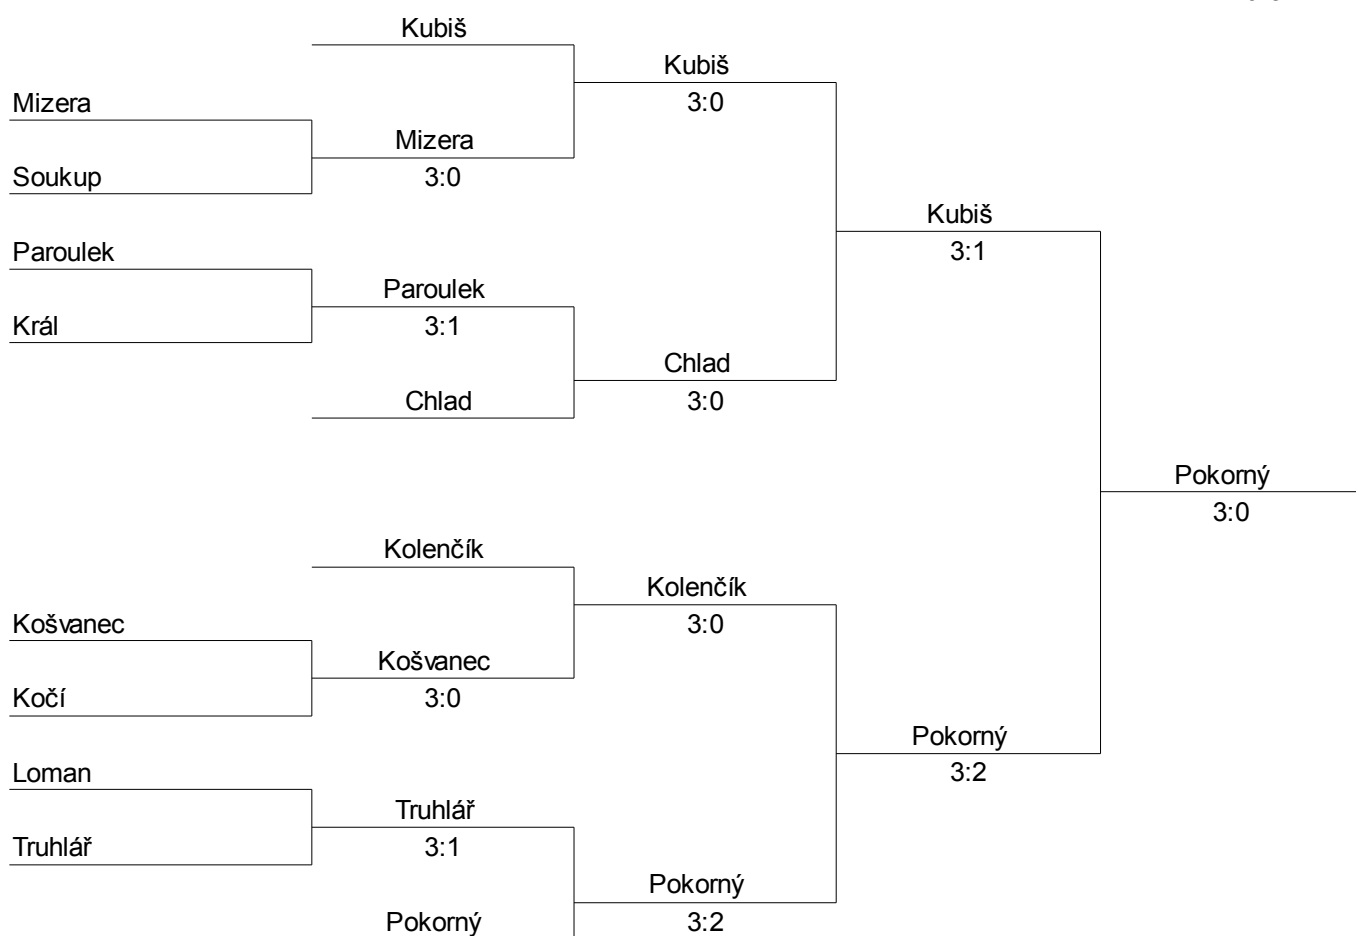 Kubiš
Kubiš
3:0
Mizera
Mizera
3:0
Soukup
Kubiš
3:1
Paroulek
Paroulek
3:1
Král
Chlad
3:0
Chlad
Pokorný
3:0
Kolenčík
Kolenčík
3:0
Košvanec
Košvanec
3:0
Kočí
Pokorný
3:2
Loman
Truhlář
3:1
Truhlář
Pokorný
3:2
Pokorný